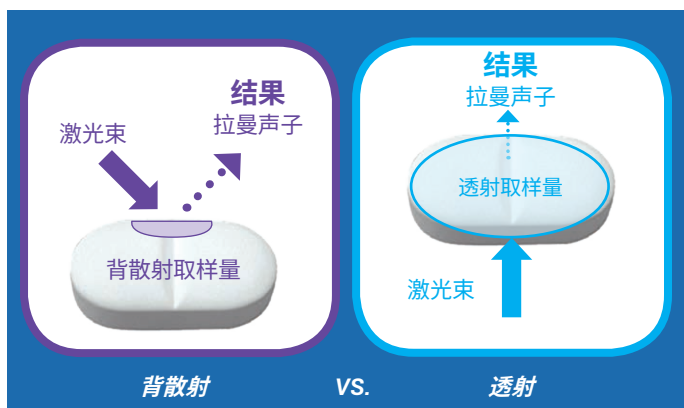 结果
拉曼声子
激光束
背散射取样量
结果
拉曼声子
透射取样量
激光束
背散射 VS. 透射